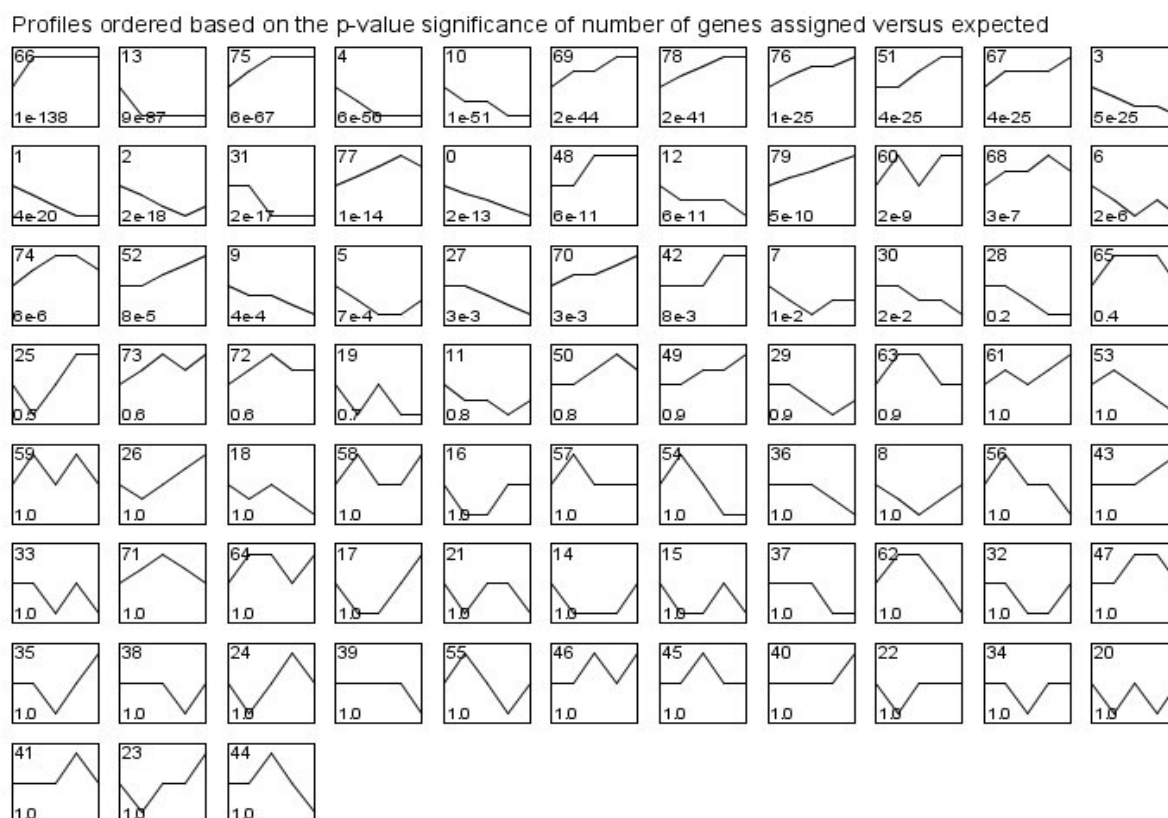 Profiles ordered based on the p-value significance of number of genes assigned versus expected
66 13 75 4 10 69 78 76 51 67 3
1e-138 9e-87 6e-67 6e-56 1e-51 2e-44 2e-41 1e-25 4e-25 4e-25 5e-25
1 2 31 77 0 48 12 79 60 68 6
4e-20 2e-18 2e-17 1e-14 2e-13 6e-11 6e-11 5e-10 2e-9 3e-7 2e-6
74 52 9 5 27 70 42 7 30 28 65
6e-6 8e-5 4e-4 7e-4 3e-3 3e-3 8e-3 1e-2 2e-2 0.2 0.4
25 73 72 19 11 50 49 29 63 61 53
0.5 0.6 0.6 0.7 0.8 0.8 0.9 0.9 0.9 1.0 1.0
59 26 18 58 16 57 54 36 8 56 43
1.0 1.0 1.0 1.0 1.0 1.0 1.0 1.0 1.0 1.0 1.0
33 71 64 17 21 14 15 37 62 32 47
1.0 1.0 1.0 1.0 1.0 1.0 1.0 1.0 1.0 1.0 1.0
35 38 24 39 55 46 45 40 22 34 20
1.0 1.0 1.0 1.0 1.0 1.0 1.0 1.0 1.0 1.0 1.0
41 23 44
1.0 1.0 1.0